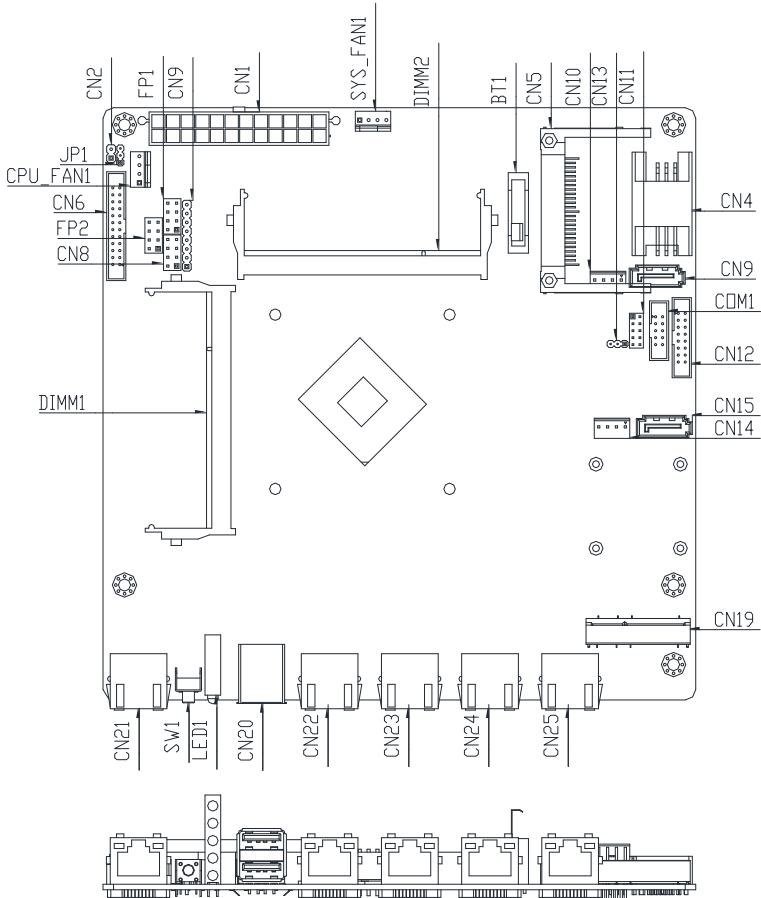 CN2
FP1
CN9
CN1
SYS_FAN1
DIMM2
BT1
CN5
CN10
CN13
CN11
JP1
CPU_FAN1
CN6
FP2
CN8
DIMM1
CN4
CN9
COM1
CN12
CN15
CN14
CN19
CN21
SW1
LED1
CN20
CN22
CN23
CN24
CN25